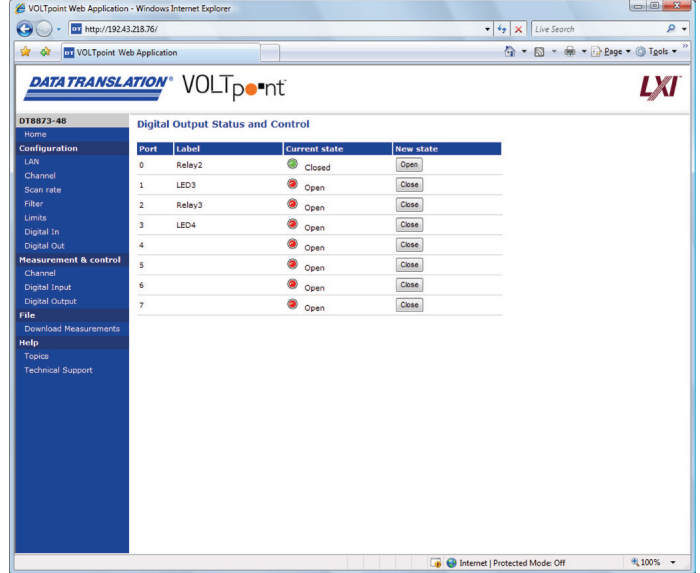 VOLTpoint Web Application - Windows Internet Explorer
http://192.43.218.76/
Live Search
DT VOLTpoint Web Application
Page Tools
DATA TRANSLATION® VOLTpoint™
LXI™
DT8873-48
Home
Configuration
LAN
Channel
Scan rate
Filter
Limits
Digital In
Digital Out
Measurement & control
Channel
Digital Input
Digital Output
File
Download Measurements
Help
Topics
Technical Support
Digital Output Status and Control
Port Label Current state New state
0 Relay2 Closed Open
1 LED3 Open Close
2 Relay3 Open Close
3 LED4 Open Close
4 Open Close
5 Open Close
6 Open Close
7 Open Close
Internet | Protected Mode: Off 100%